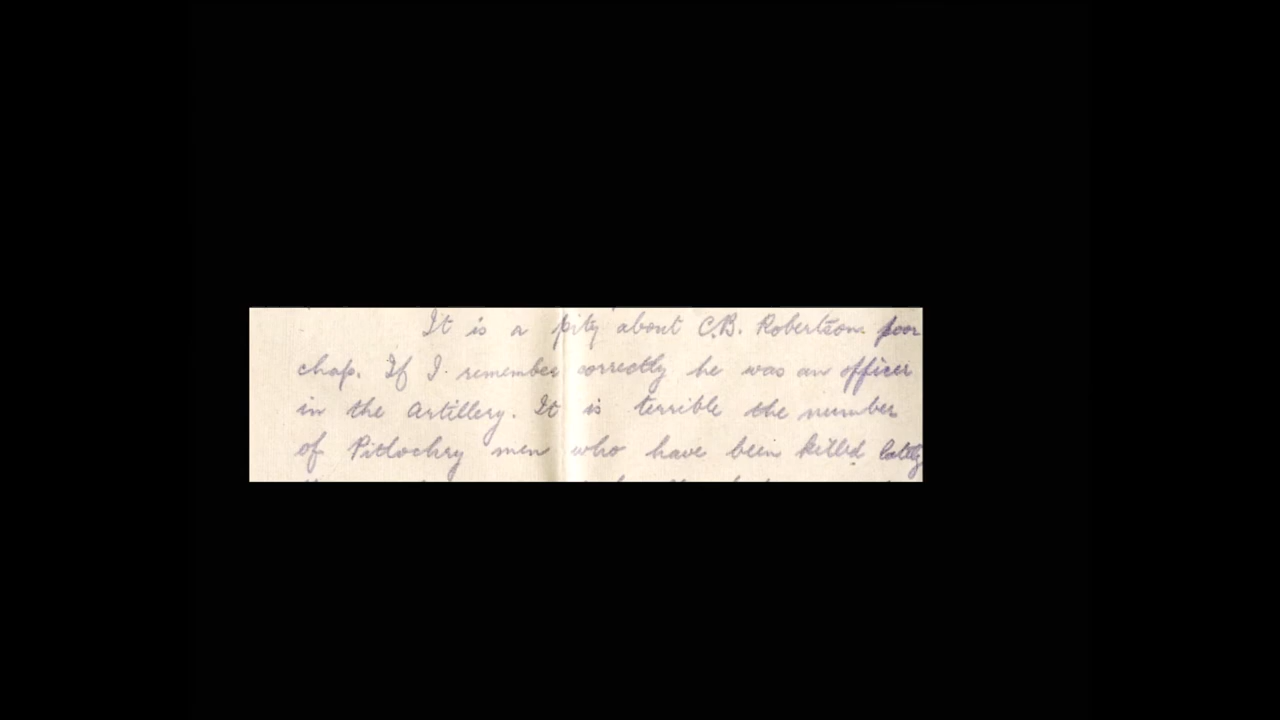 It is a pity about C.B. Robertson poor
chap. If I remember correctly he was an officer
in the Artillery. It is terrible the number
of Pitlochry men who have been killed lately